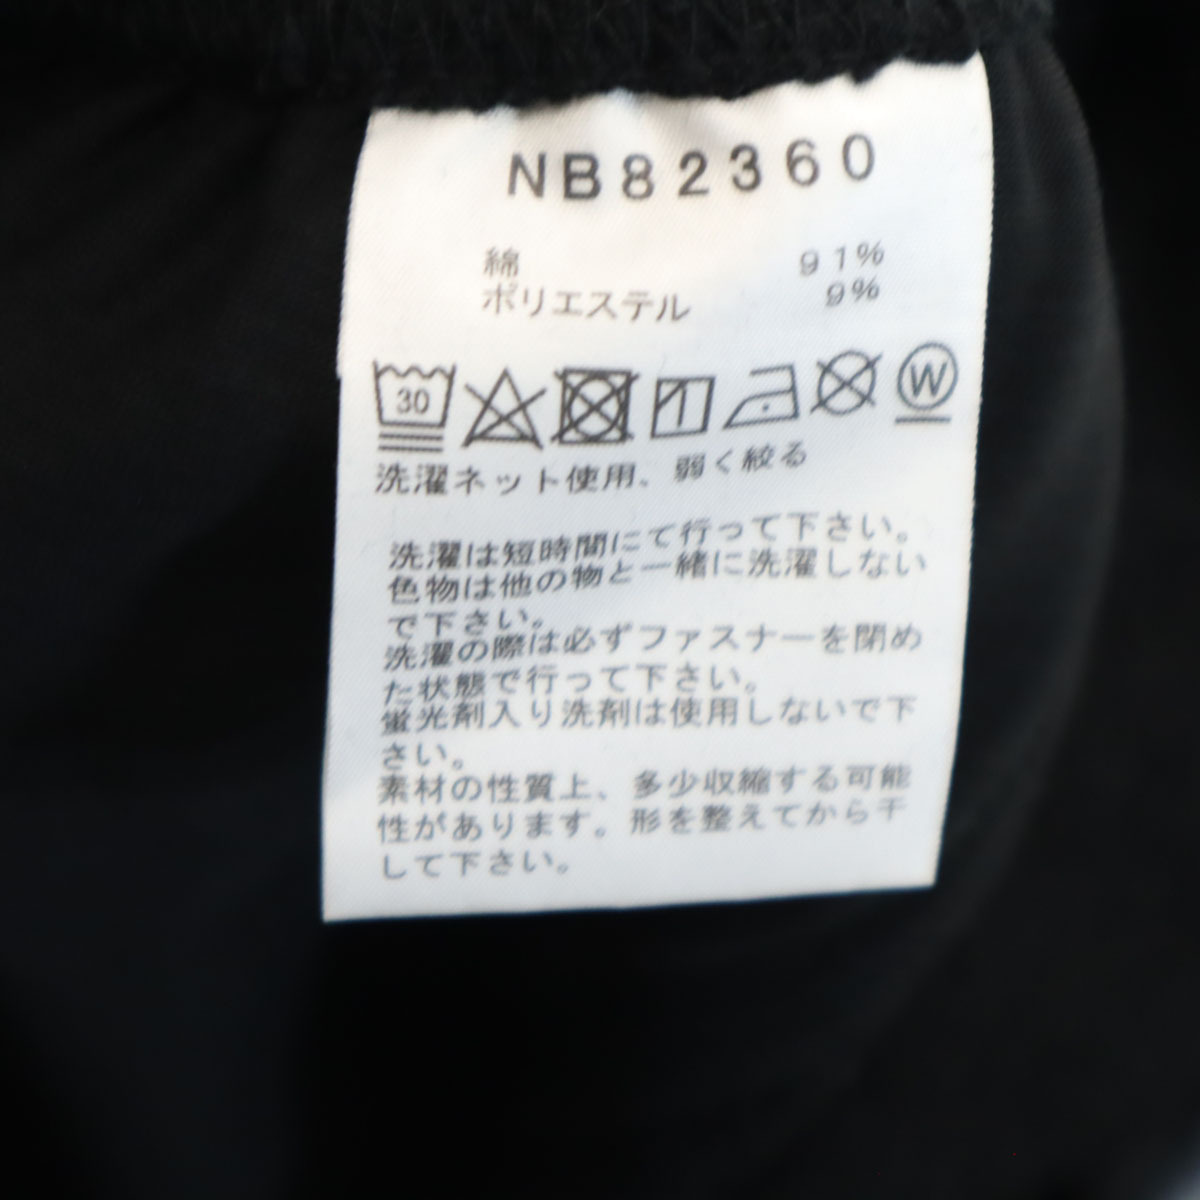 NB82360
綿 91%
ポリエステル 9%
30 W
洗濯ネット使用、弱く絞る
洗濯は短時間にて行って下さい。
色物は他の物と一緒に洗濯しない
で下さい。
洗濯の際は必ずファスナーを閉め
た状態で行って下さい。
蛍光剤入り洗剤は使用しないで下
さい。
素材の性質上、多少収縮する可能
性があります。形を整えてから干
して下さい。